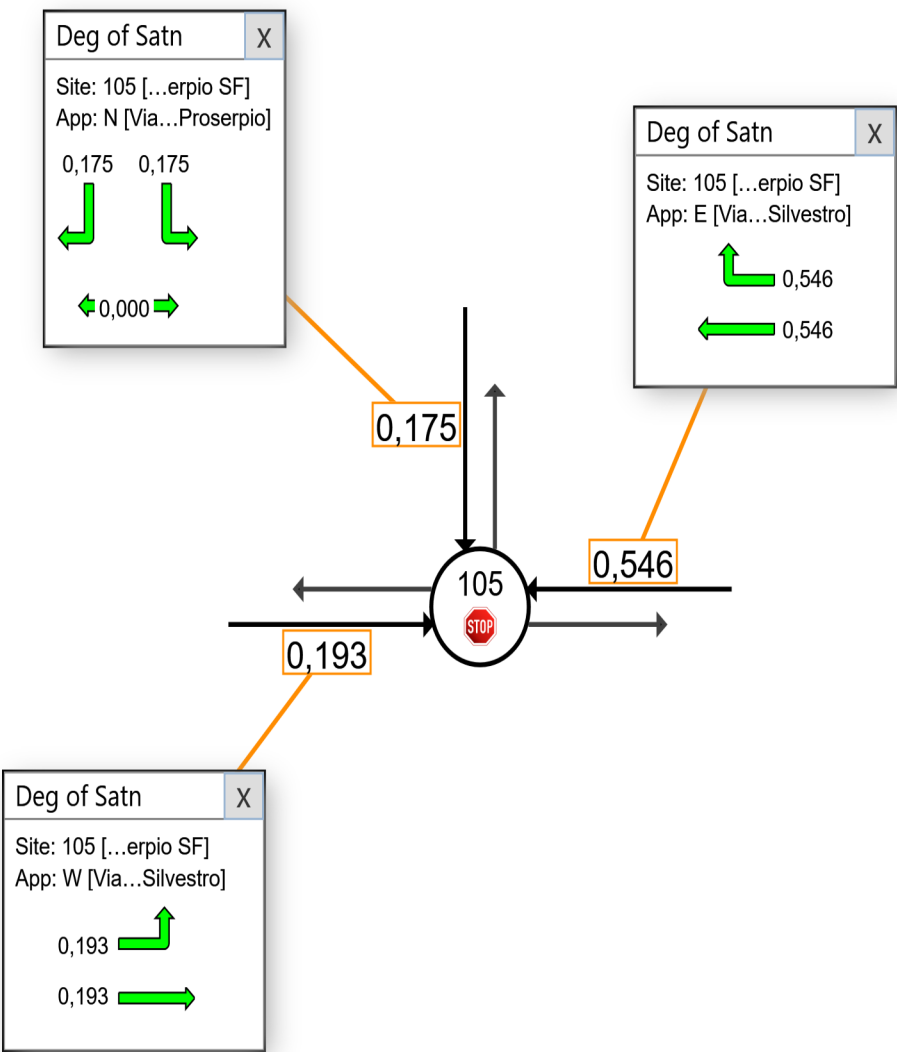 Deg of Satn X
Site: 105 […erpio SF]
App: N [Via…Proserpio]
0,175 0,175
0,000
Deg of Satn X
Site: 105 […erpio SF]
App: E [Via…Silvestro]
0,546
0,546
0,175
0,546
105
STOP
0,193
Deg of Satn X
Site: 105 […erpio SF]
App: W [Via…Silvestro]
0,193
0,193